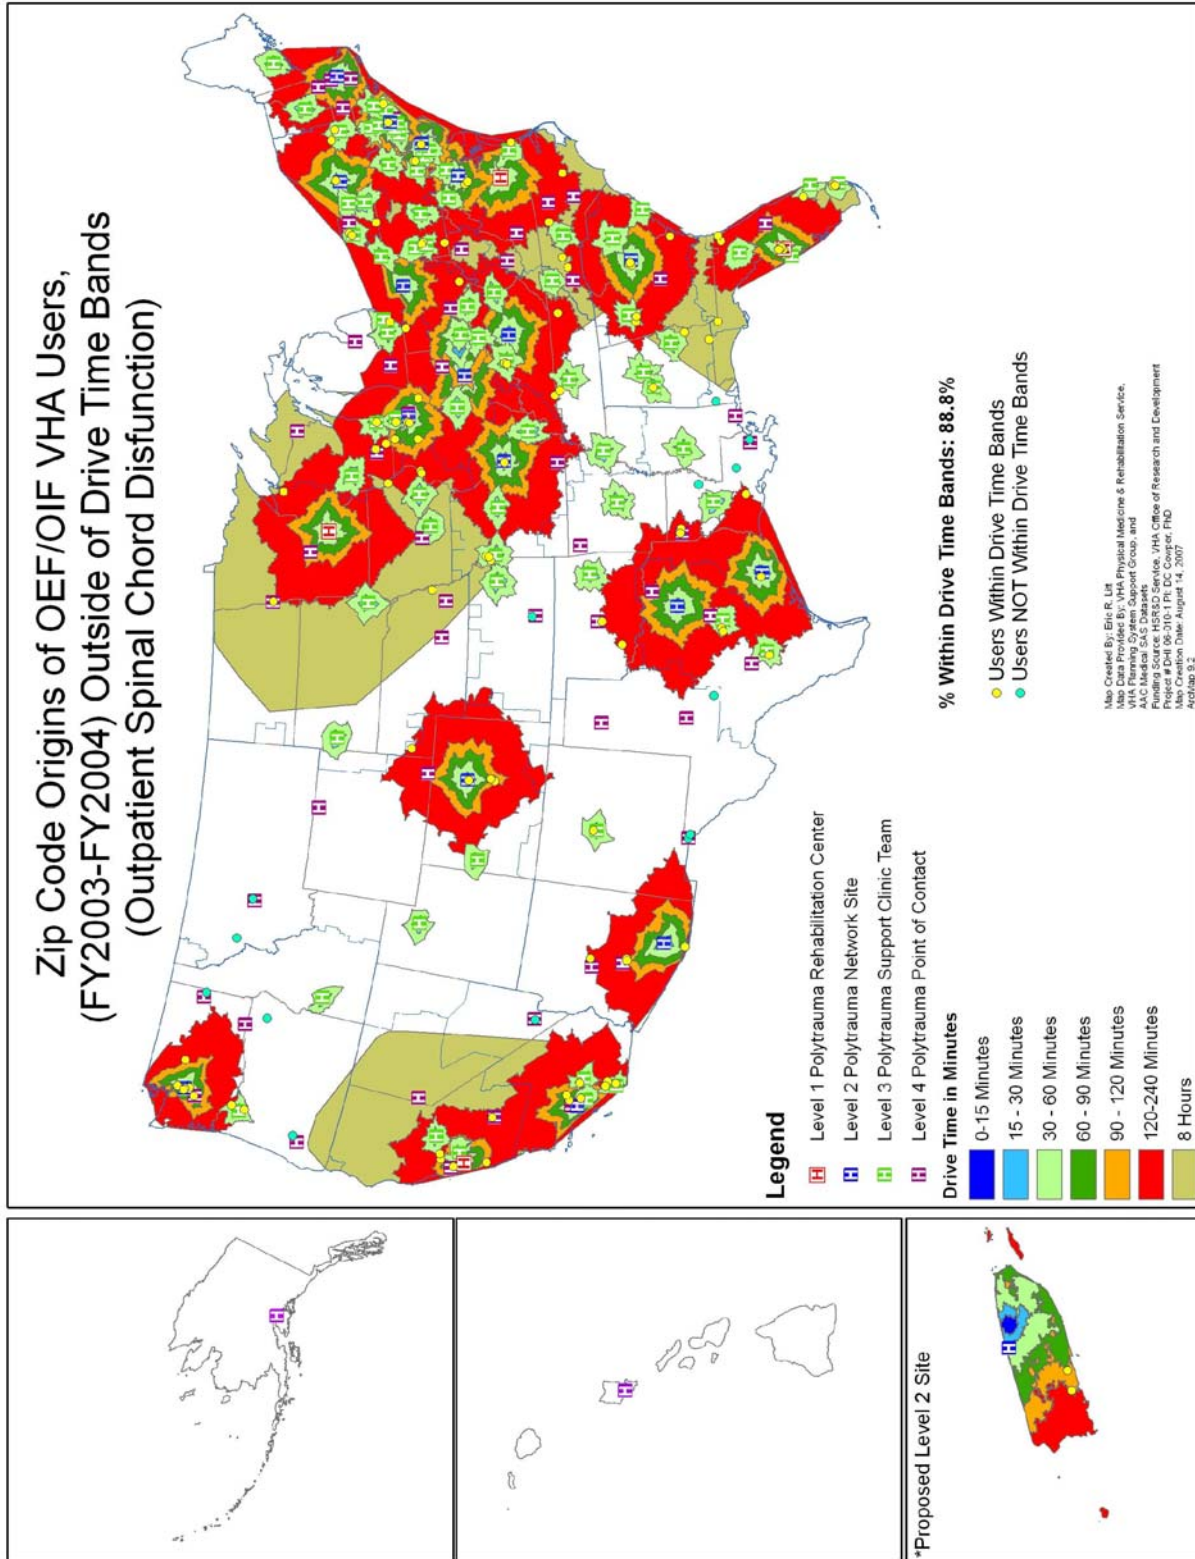 Zip Code Origins of OEF/OIF VHA Users,
(FY2003-FY2004) Outside of Drive Time Bands
(Outpatient Spinal Chord Disfunction)
Legend
H Level 1 Polytrauma Rehabilitation Center
H Level 2 Polytrauma Network Site
H Level 3 Polytrauma Support Clinic Team
H Level 4 Polytrauma Point of Contact
Drive Time in Minutes
0-15 Minutes
15 - 30 Minutes
30 - 60 Minutes
60 - 90 Minutes
90 - 120 Minutes
120-240 Minutes
8 Hours
% Within Drive Time Bands: 88.8%
Users Within Drive Time Bands
Users NOT Within Drive Time Bands
Map Created By: Eric R. Litt
Map Data Provided By: VHA Physical Medicine & Rehabilitation Service,
VHA Planning System Support Group, and
AAC Medical SAS Datasets
Funding Source: HSR&D Service, VHA Office of Research and Development
Project # DHI 06-010-1 PI: DC Cowper, PhD
Map Creation Date: August 14, 2007
ArcMap 9.2
*Proposed Level 2 Site